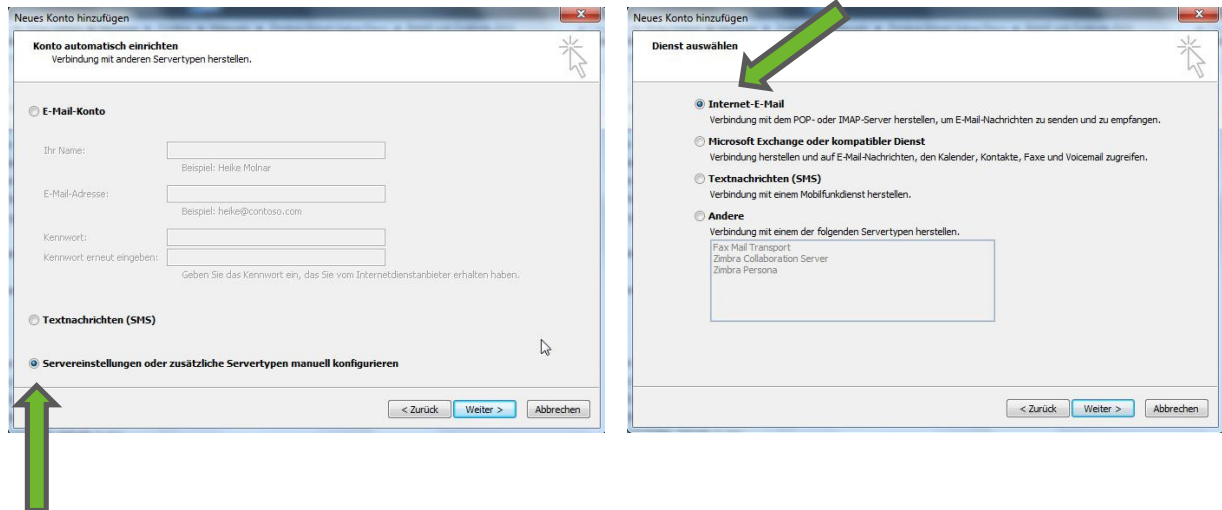 Neues Konto hinzufügen
Konto automatisch einrichten
Verbindung mit anderen Servertypen herstellen.
E-Mail-Konto
Ihr Name:
Beispiel: Heike Molnar
E-Mail-Adresse:
Beispiel: heike@contoso.com
Kennwort:
Kennwort erneut eingeben:
Geben Sie das Kennwort ein, das Sie vom Internetdienstanbieter erhalten haben.
Textnachrichten (SMS)
Servereinstellungen oder zusätzliche Servertypen manuell konfigurieren
< Zurück Weiter > Abbrechen
Neues Konto hinzufügen
Dienst auswählen
Internet-E-Mail
Verbindung mit dem POP- oder IMAP-Server herstellen, um E-Mail-Nachrichten zu senden und zu empfangen.
Microsoft Exchange oder kompatibler Dienst
Verbindung herstellen und auf E-Mail-Nachrichten, den Kalender, Kontakte, Faxe und Voicemail zugreifen.
Textnachrichten (SMS)
Verbindung mit einem Mobilfunkdienst herstellen.
Andere
Verbindung mit einem der folgenden Servertypen herstellen.
Fax Mail Transport
Zimbra Collaboration Server
Zimbra Persona
< Zurück Weiter > Abbrechen